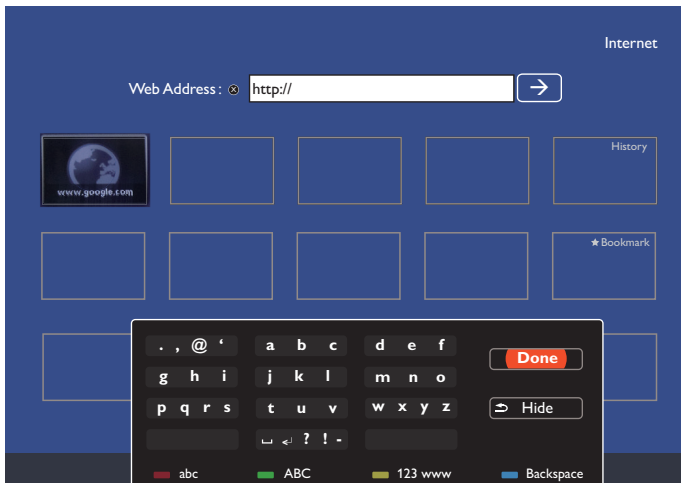 Internet
Web Address : http://
www.google.com
History
Bookmark
. , @ ‘ a b c d e f
Done
g h i j k l m n o
p q r s t u v w x y z
Hide
? ! -
abc ABC 123 www Backspace